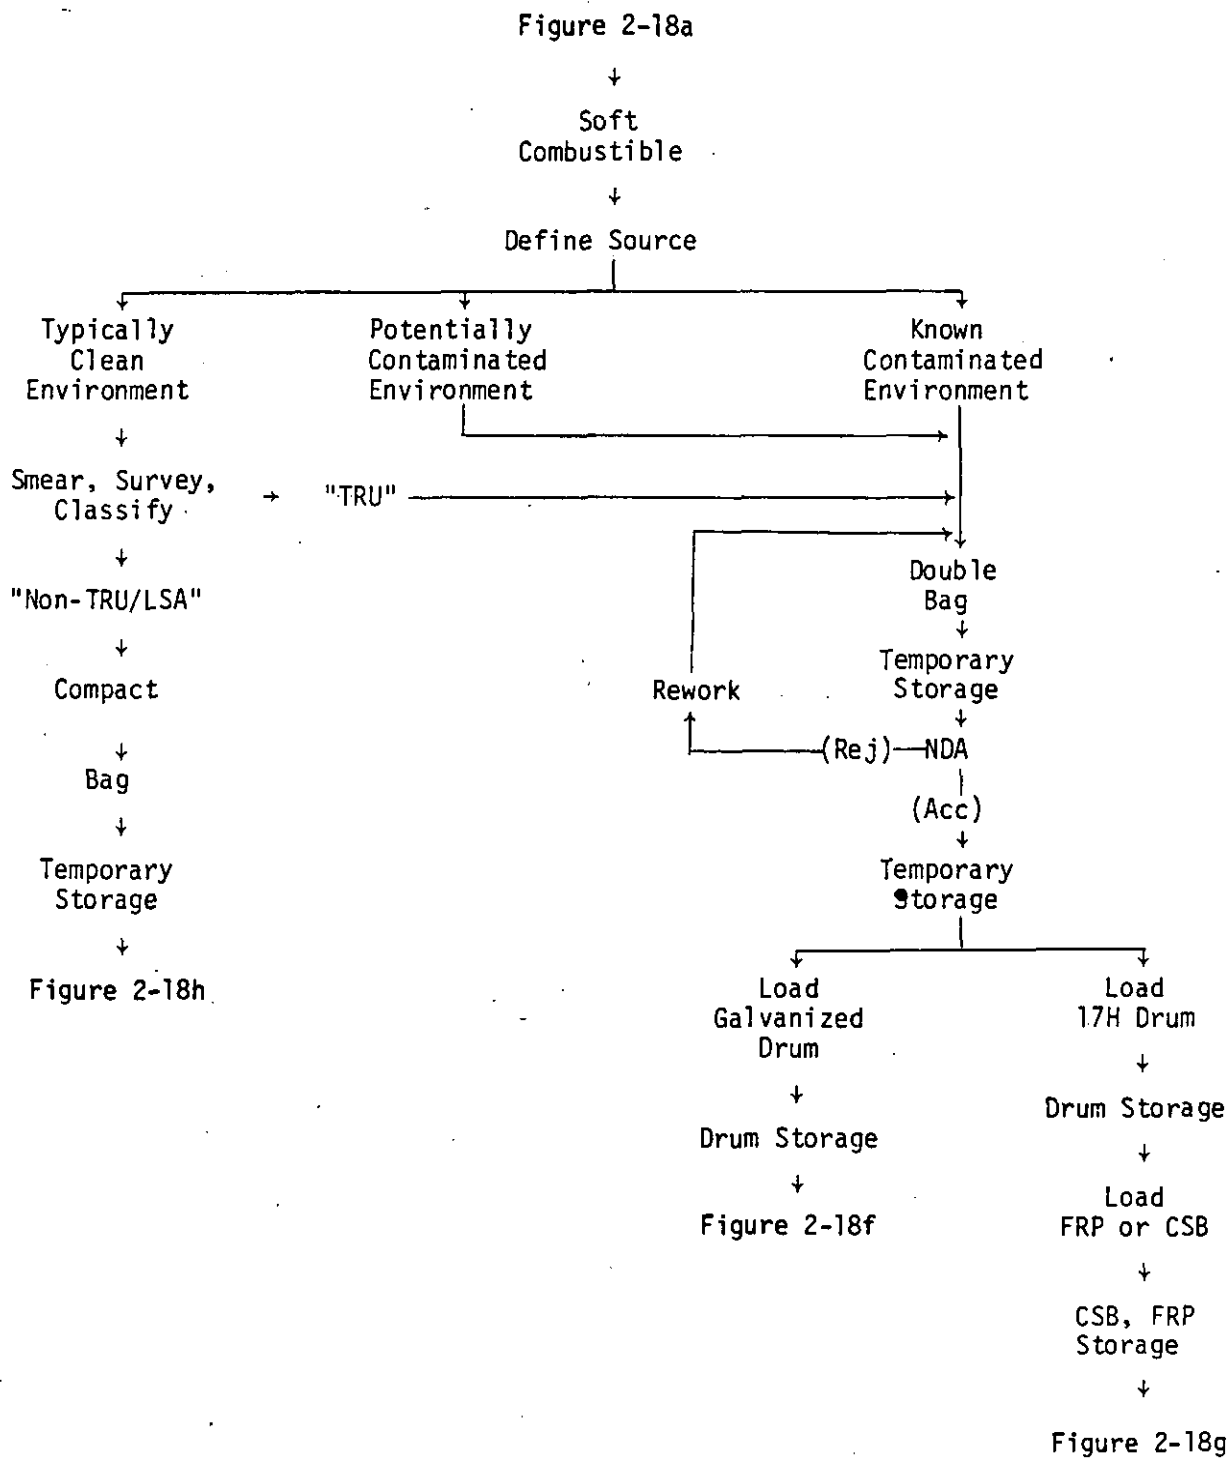 Figure 2-18a
Soft
Combustible
Define Source
Typically
Clean
Environment
Potentially
Contaminated
Environment
Known
Contaminated
Environment
Smear, Survey,
Classify
"TRU"
"Non-TRU/LSA"
Double
Bag
Compact
Rework
Temporary
Storage
(Rej)
NDA
Bag
(Acc)
Temporary
Storage
Temporary
Storage
Figure 2-18h
Load
Galvanized
Drum
Load
17H Drum
Drum Storage
Drum Storage
Figure 2-18f
Load
FRP or CSB
CSB, FRP
Storage
Figure 2-18g